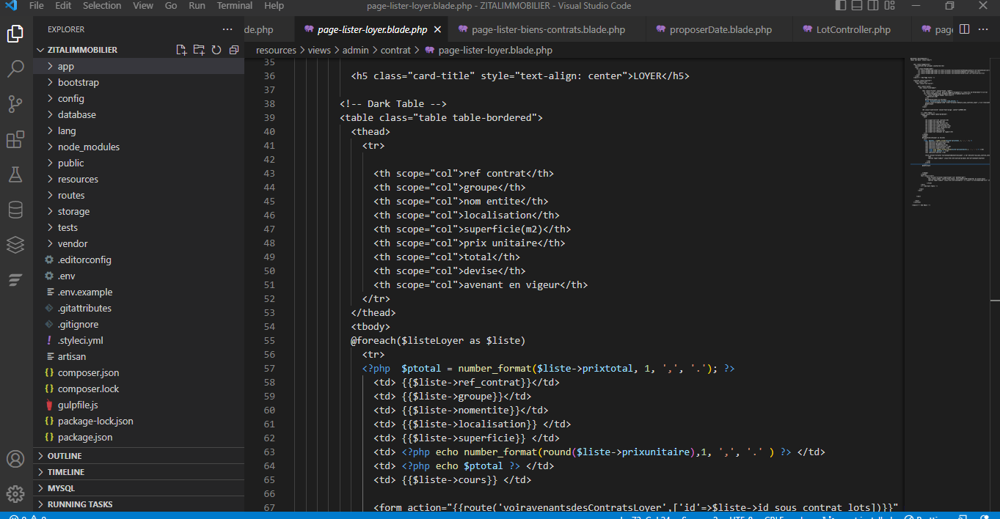 File Edit Selection View Go Run Terminal Help page-lister-loyer.blade.php - ZITALIMMOBILIER - Visual Studio Code
EXPLORER
ZITALIMMOBILIER
app
bootstrap
config
database
lang
node_modules
public
resources
routes
storage
tests
vendor
.editorconfig
.env
.env.example
.gitattributes
.gitignore
.styleci.yml
artisan
composer.json
composer.lock
gulpfile.js
package-lock.json
package.json
OUTLINE
TIMELINE
MYSQL
RUNNING TASKS
de.php page-lister-loyer.blade.php page-lister-biens-contrats.blade.php proposerDate.blade.php LotController.php page
resources > views > admin > contrat > page-lister-loyer.blade.php
35
36 <h5 class="card-title" style="text-align: center">LOYER</h5>
37
38 <!-- Dark Table -->
39 <table class="table table-bordered">
40 <thead>
41 <tr>
42
43 <th scope="col">ref contrat</th>
44 <th scope="col">groupe</th>
45 <th scope="col">nom entite</th>
46 <th scope="col">localisation</th>
47 <th scope="col">superficie(m2)</th>
48 <th scope="col">prix unitaire</th>
49 <th scope="col">total</th>
50 <th scope="col">devise</th>
51 <th scope="col">avenant en vigeur</th>
52 </tr>
53 </thead>
54 <tbody>
55 @foreach($listeLoyer as $liste)
56 <tr>
57 <?php $ptotal = number_format($liste->prixtotal, 1, ',', '.'); ?>
58 <td> {{$liste->ref_contrat}}</td>
59 <td> {{$liste->groupe}}</td>
60 <td> {{$liste->nomentite}}</td>
61 <td> {{$liste->localisation}} </td>
62 <td> {{$liste->superficie}} </td>
63 <td> <?php echo number_format(round($liste->prixunitaire),1, ',', '.' ) ?> </td>
64 <td> <?php echo $ptotal ?> </td>
65 <td> {{$liste->cours}} </td>
66
67 <form action="{{route('voiravenantsdesContratsLoyer',['id'=>$liste->id_sous_contrat_lots])}}"